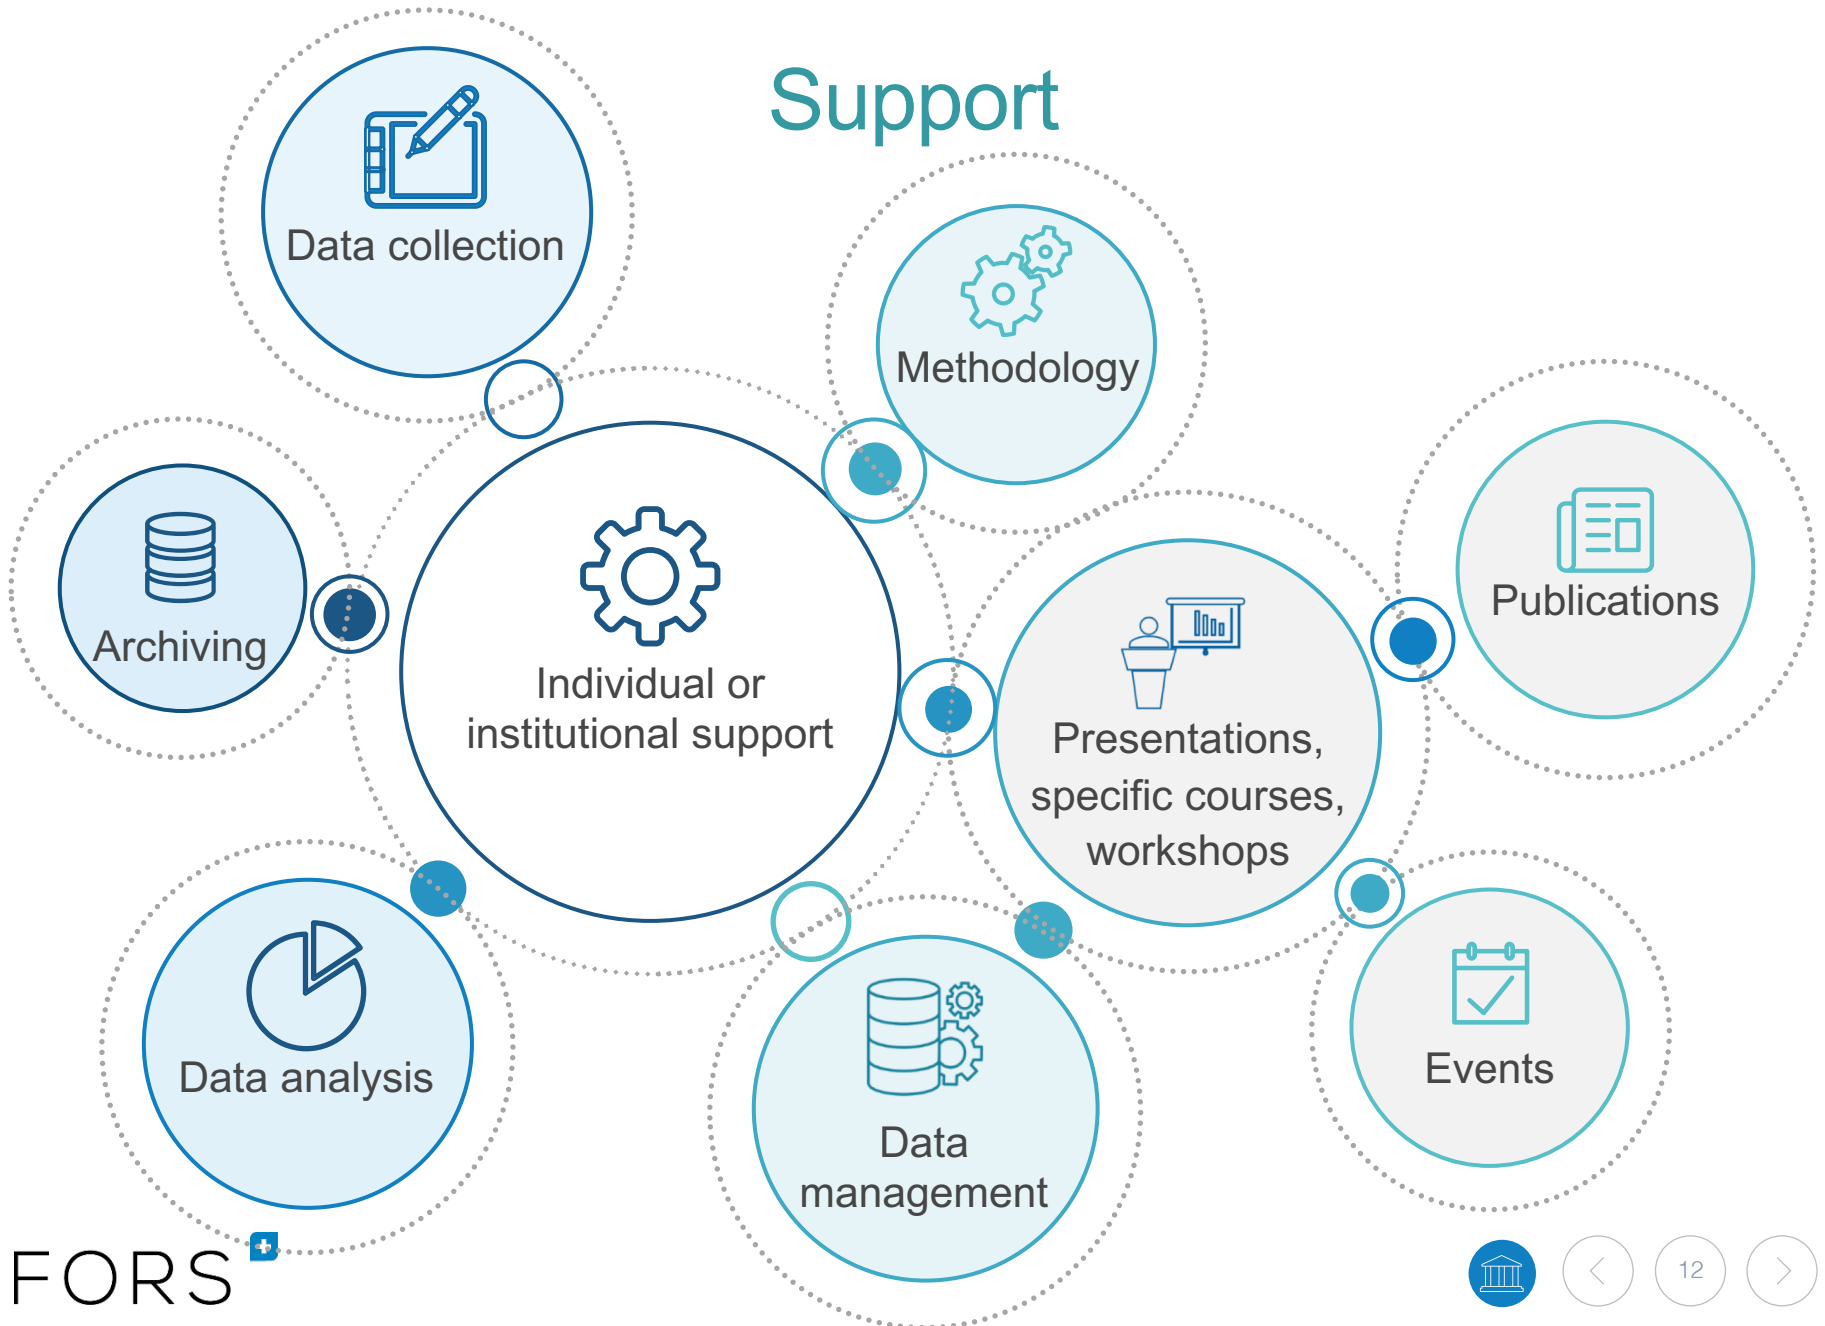 Support
Data collection
Methodology
Publications
Archiving
Individual or
institutional support
Presentations,
specific courses,
workshops
Data analysis
Events
Data
management
FORS
12